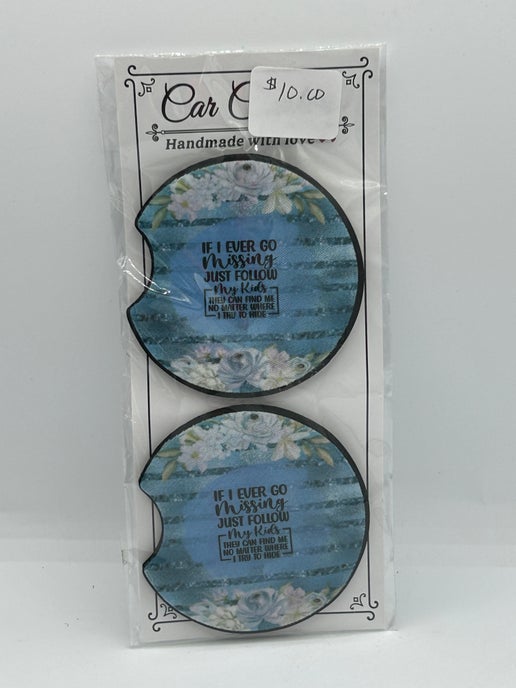 $10.00
Car C
Handmade with love
IF I EVER GO
Missing
JUST FOLLOW
My Kids
THEY CAN FIND ME
NO MATTER WHERE
I TRY TO HIDE
IF I EVER GO
Missing
JUST FOLLOW
My Kids
THEY CAN FIND ME
NO MATTER WHERE
I TRY TO HIDE